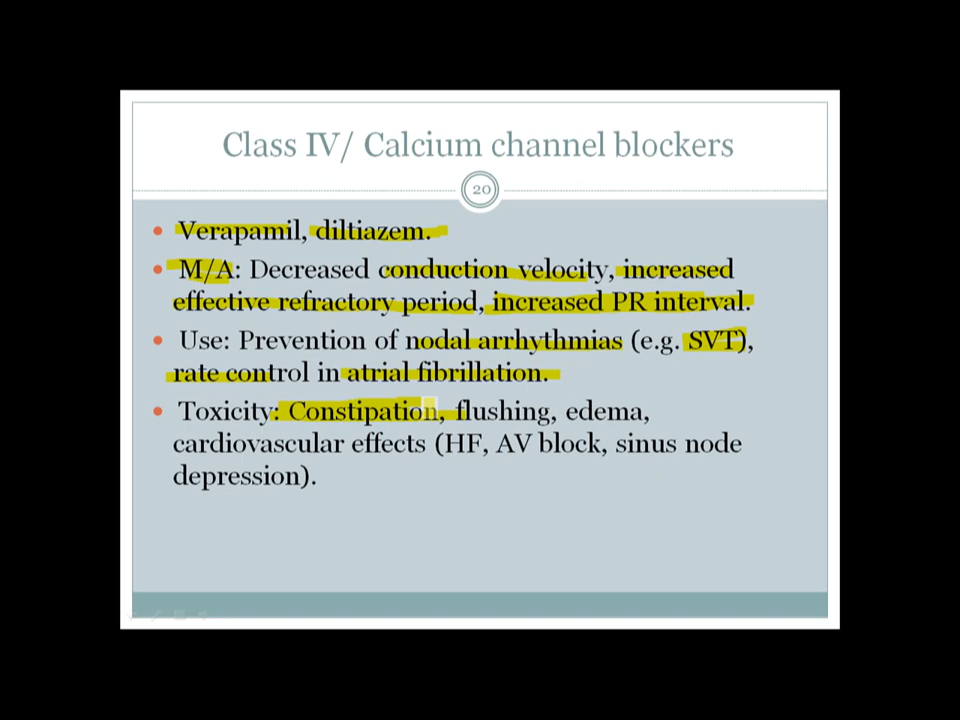 Class IV/ Calcium channel blockers
20
• Verapamil, diltiazem.
• M/A: Decreased conduction velocity, increased
effective refractory period, increased PR interval.
• Use: Prevention of nodal arrhythmias (e.g. SVT),
rate control in atrial fibrillation.
• Toxicity: Constipation, flushing, edema,
cardiovascular effects (HF, AV block, sinus node
depression).